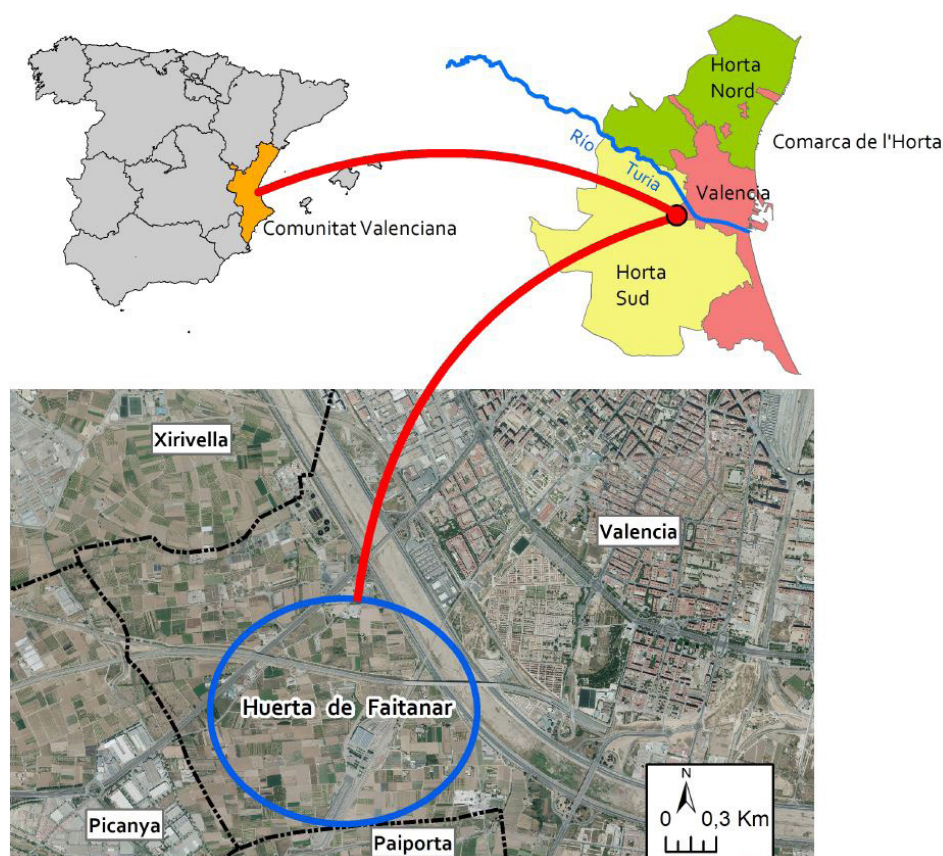 Horta
Nord
Comarca de l'Horta
Río
Turia
Valencia
Comunitat Valenciana
Horta
Sud
Xirivella
Valencia
Huerta de Faitanar
Picanya
Paiporta
N
0 0,3 Km